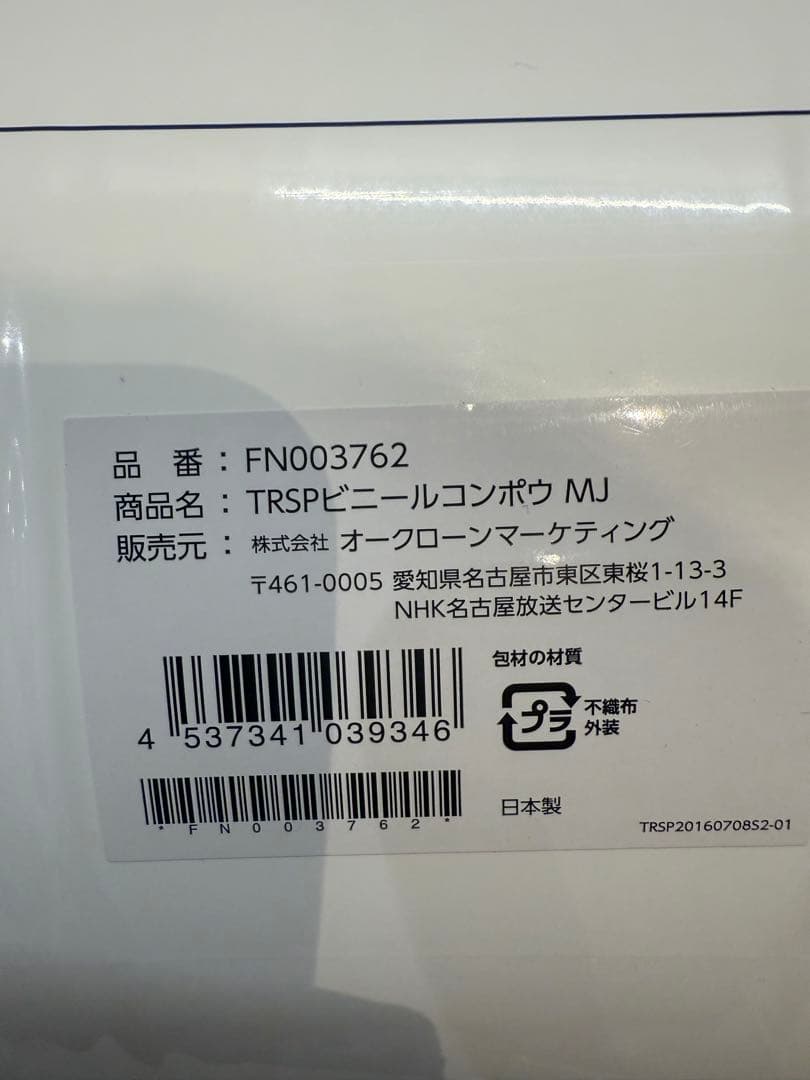 品 番 : FN003762
商品名 : TRSPビニールコンポウ MJ
販売元 : 株式会社 オークローンマーケティング
〒461-0005 愛知県名古屋市東区東桜1-13-3
NHK名古屋放送センタービル14F
包材の材質
プラ
不織布
外装
4 537341 039346
*FN003762*
日本製
TRSP20160708S2-01